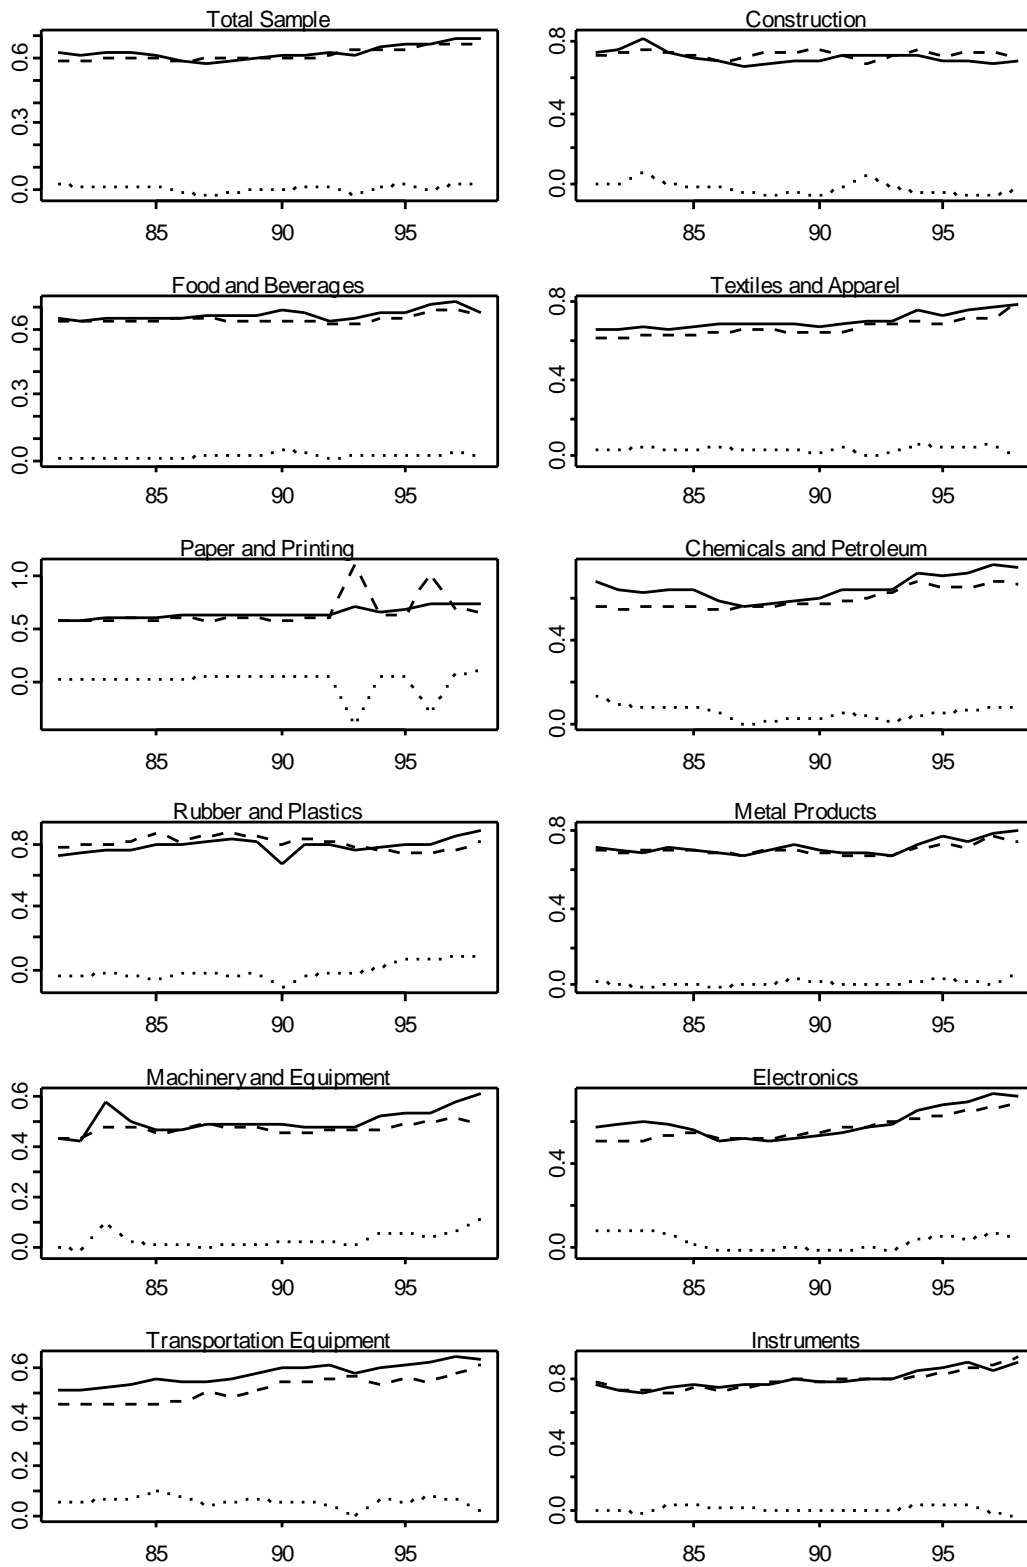 Total Sample
0.6
0.3
0.0
85 90 95
Construction
0.8
0.4
0.0
85 90 95
Food and Beverages
0.6
0.3
0.0
85 90 95
Textiles and Apparel
0.8
0.4
0.0
85 90 95
Paper and Printing
1.0
0.5
0.0
85 90 95
Chemicals and Petroleum
0.4
0.0
85 90 95
Rubber and Plastics
0.8
0.4
0.0
85 90 95
Metal Products
0.8
0.4
0.0
85 90 95
Machinery and Equipment
0.6
0.4
0.2
0.0
85 90 95
Electronics
0.4
0.0
85 90 95
Transportation Equipment
0.6
0.4
0.2
0.0
85 90 95
Instruments
0.8
0.4
0.0
85 90 95